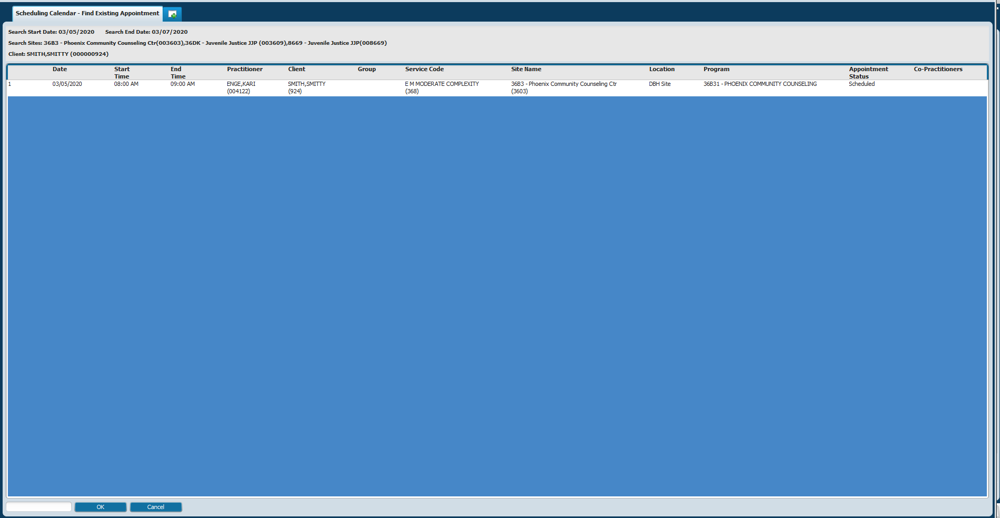 Scheduling Calendar - Find Existing Appointment
Search Start Date: 03/05/2020 Search End Date: 03/07/2020
Search Sites: 36B3 - Phoenix Community Counseling Ctr(003603),36DK - Juvenile Justice JJP (003609),8669 - Juvenile Justice JJP(008669)
Client: SMITH,SMITTY (000000924)
Date Start Time End Time Practitioner Client Group Service Code Site Name Location Program Appointment Status Co-Practitioners
1 03/05/2020 08:00 AM 09:00 AM ENGE,KARI SMITH,SMITTY E M MODERATE COMPLEXITY 36B3 - Phoenix Community Counseling Ctr DBH Site 36B31 - PHOENIX COMMUNITY COUNSELING Scheduled
(004122) (924) (368) (3603)
OK Cancel